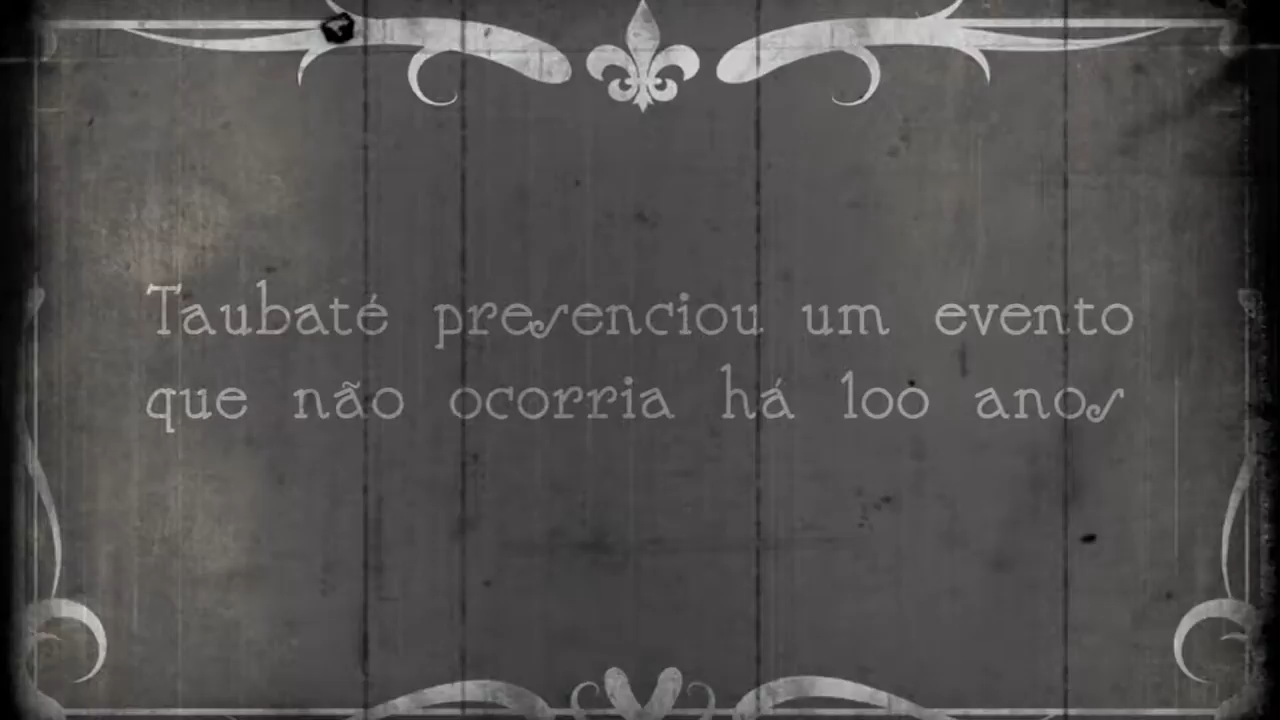 Taubaté presenciou um evento
que não ocorria há 100 anos